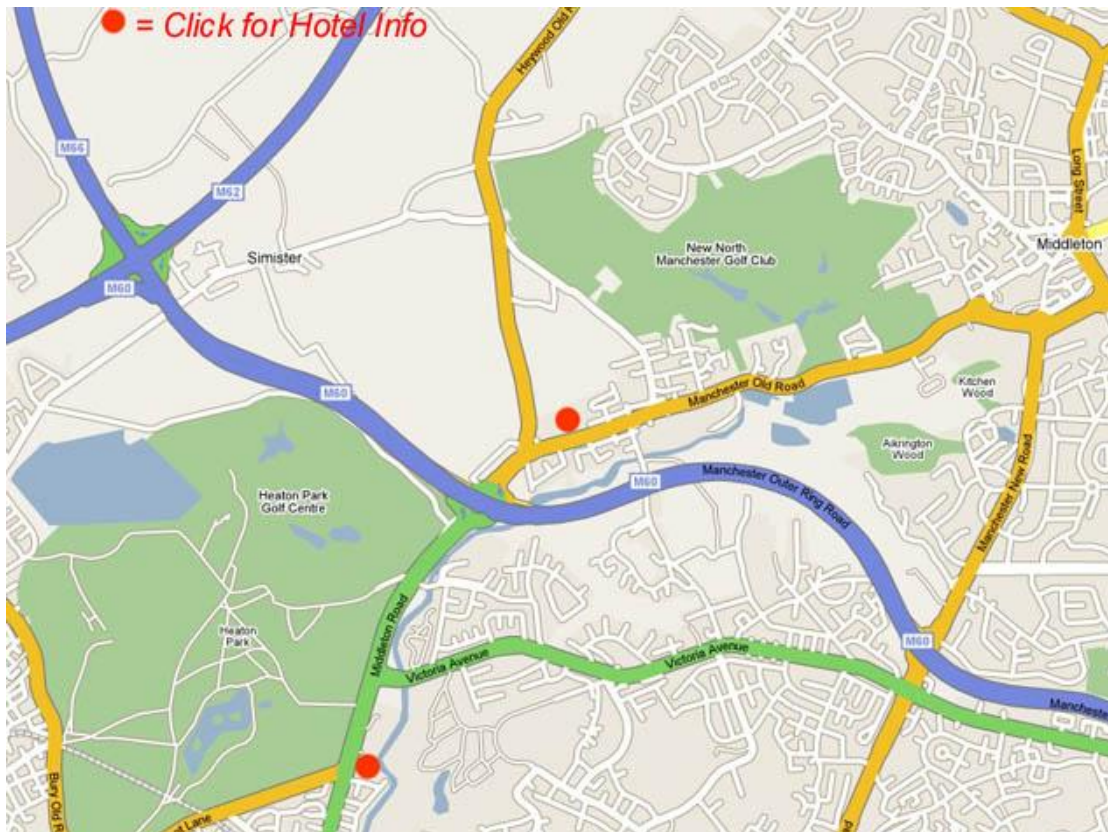 = Click for Hotel Info
Heywood Old
M66
M62
Long Street
Simister
New North
Manchester Golf Club
Middleton
M60
M60
Manchester Old Road
Kitchen
Wood
Alkrington
Wood
Manchester New Road
Manchester Outer Ring Road
M60
Heaton Park
Golf Centre
Middleton Road
Heaton
Park
Victoria Avenue
Victoria Avenue
M60
Manchester
Bury Old
Lane